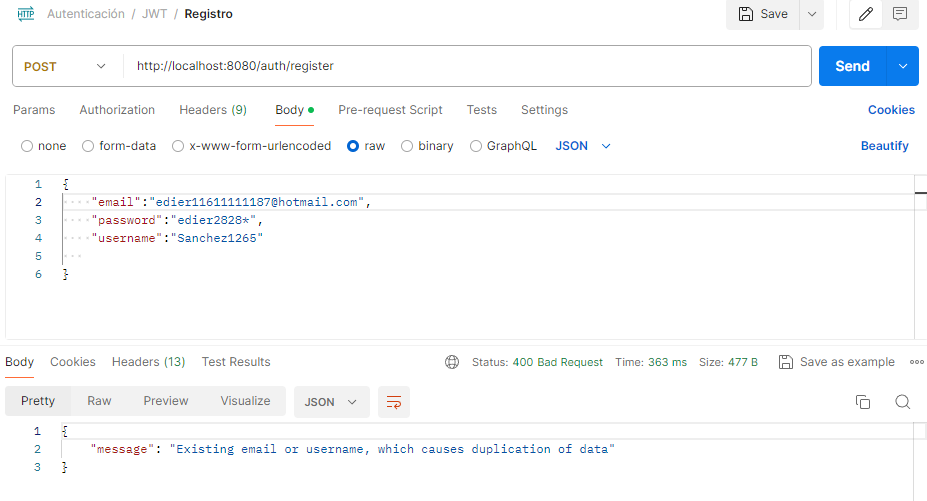 HTTP Autenticación / JWT / Registro Save
POST http://localhost:8080/auth/register Send
Params Authorization Headers (9) Body Pre-request Script Tests Settings Cookies
none form-data x-www-form-urlencoded raw binary GraphQL JSON Beautify
1 {
2 "email":"edier11611111187@hotmail.com",
3 "password":"edier2828*",
4 "username":"Sanchez1265"
5
6 }
Body Cookies Headers (13) Test Results Status: 400 Bad Request Time: 363 ms Size: 477 B Save as example
Pretty Raw Preview Visualize JSON
1 {
2 "message": "Existing email or username, which causes duplication of data"
3 }